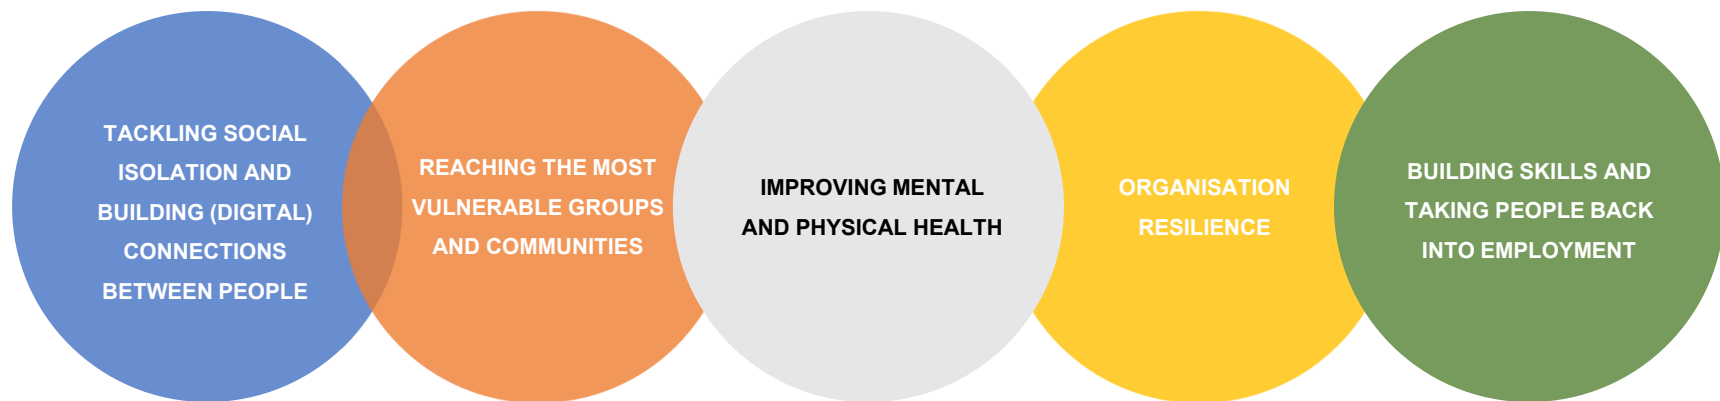 TACKLING SOCIAL
ISOLATION AND
BUILDING (DIGITAL)
CONNECTIONS
BETWEEN PEOPLE
REACHING THE MOST
VULNERABLE GROUPS
AND COMMUNITIES
IMPROVING MENTAL
AND PHYSICAL HEALTH
ORGANISATION
RESILIENCE
BUILDING SKILLS AND
TAKING PEOPLE BACK
INTO EMPLOYMENT